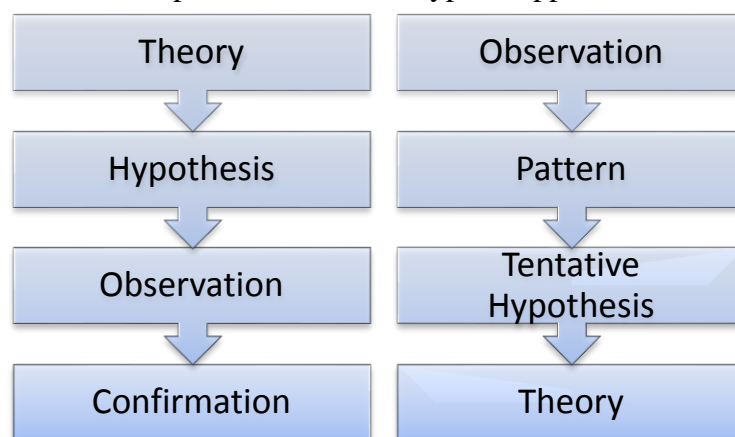 Theory
Hypothesis
Observation
Confirmation
Observation
Pattern
Tentative
Hypothesis
Theory